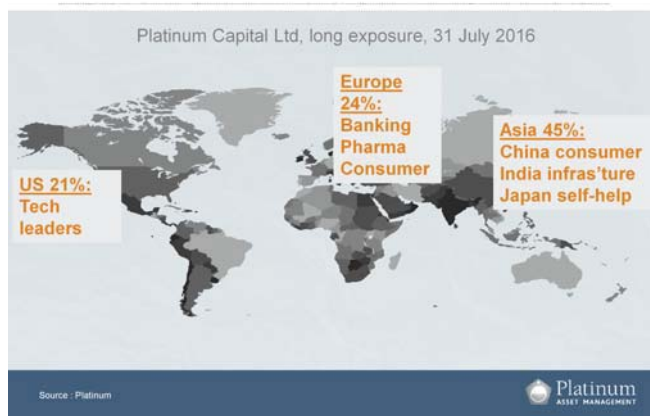 Platinum Capital Ltd, long exposure, 31 July 2016
US 21%:
Tech
leaders
Europe
24%:
Banking
Pharma
Consumer
Asia 45%:
China consumer
India infras'ture
Japan self-help
Source : Platinum
Platinum
ASSET MANAGEMENT